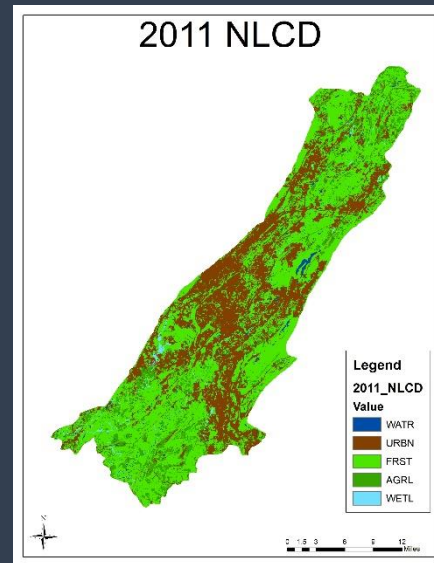 2011 NLCD
Legend
2011_NLCD
Value
WATR
URBN
FRST
AGRL
WETL
N
0 1.5 3 6 9 12
Miles